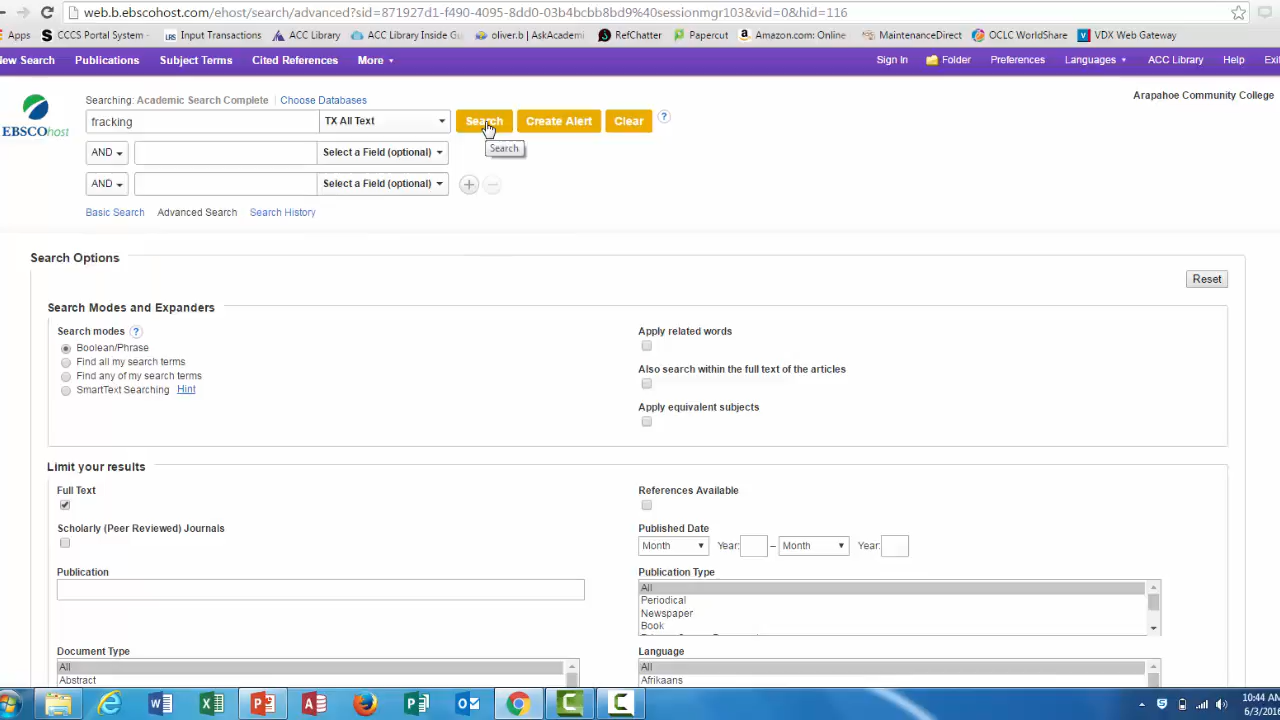 web.b.ebscohost.com/ehost/search/advanced?sid=871927d1-f490-4095-8dd0-03b4bcbb8bd9%40sessionmgr103&vid=0&hid=116
Apps CCCS Portal System - Input Transactions ACC Library ACC Library Inside Gu oliver.b | AskAcademi RefChatter Papercut Amazon.com: Online MaintenanceDirect OCLC WorldShare VDX Web Gateway
New Search Publications Subject Terms Cited References More Sign In Folder Preferences Languages ACC Library Help Exi
Arapahoe Community College
EBSCOhost
Searching: Academic Search Complete Choose Databases
fracking TX All Text Search Create Alert Clear ?
Search
AND Select a Field (optional)
AND Select a Field (optional)
Basic Search Advanced Search Search History
Search Options
Reset
Search Modes and Expanders
Search modes ? Apply related words
Boolean/Phrase
Find all my search terms Also search within the full text of the articles
Find any of my search terms
SmartText Searching Hint
Apply equivalent subjects
Limit your results
Full Text References Available
Scholarly (Peer Reviewed) Journals Published Date
Month Year: – Month Year:
Publication Publication Type
All
Periodical
Newspaper
Book
Document Type Language
All All
Abstract Afrikaans
10:44 AM
6/3/201